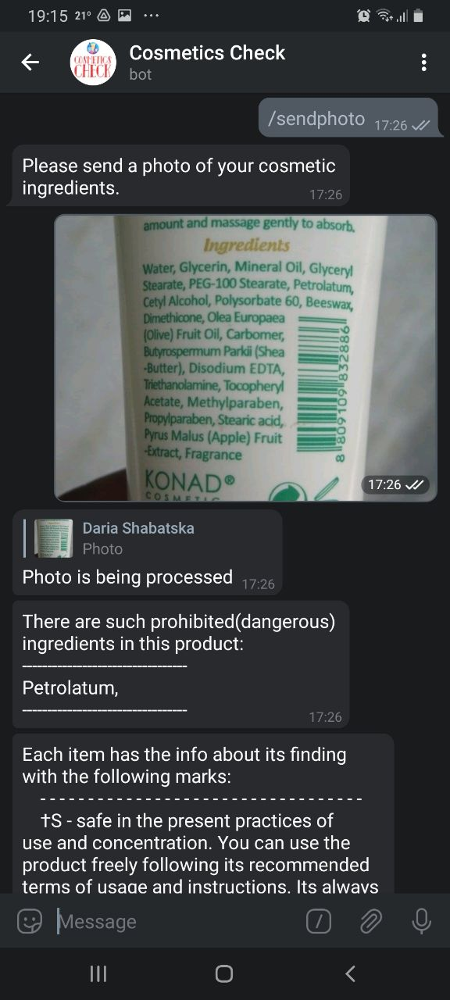 19:15 21° ...
COSMETICS
CHECK
Cosmetics Check
bot
/sendphoto 17:26
Please send a photo of your cosmetic
ingredients. 17:26
amount and massage gently to absorb.
Ingredients
Water, Glycerin, Mineral Oil, Glyceryl
Stearate, PEG-100 Stearate, Petrolatum,
Cetyl Alcohol, Polysorbate 60, Beeswax,
Dimethicone, Olea Europaea
(Olive) Fruit Oil, Carbomer,
Butyrospermum Parkii (Shea
-Butter), Disodium EDTA,
Triethanolamine, Tocopheryl
Acetate, Methylparaben,
Propylparaben, Stearic acid,
Pyrus Malus (Apple) Fruit
-Extract, Fragrance
8 809109 832886
KONAD®
COSMETIC
17:26
Daria Shabatska
Photo
Photo is being processed 17:26
There are such prohibited(dangerous)
ingredients in this product:
--------------------------------
Petrolatum,
--------------------------------
17:26
Each item has the info about its finding
with the following marks:
- - - - - - - - - - - - - - - - - - - - - - - - - - - - - - - - -
†S - safe in the present practices of
use and concentration. You can use the
product freely following its recommended
terms of usage and instructions. Its always
Message